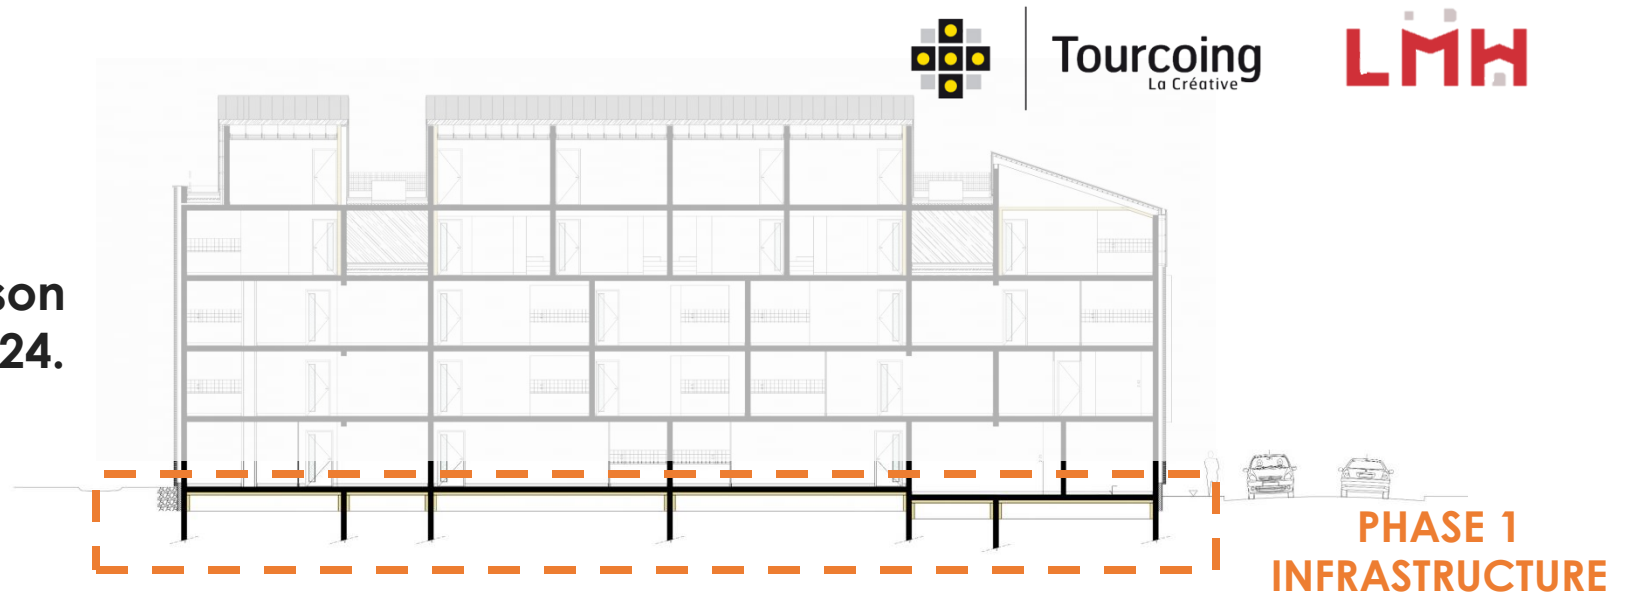 Tourcoing
La Créative
LMH
son
24.
PHASE 1
INFRASTRUCTURE